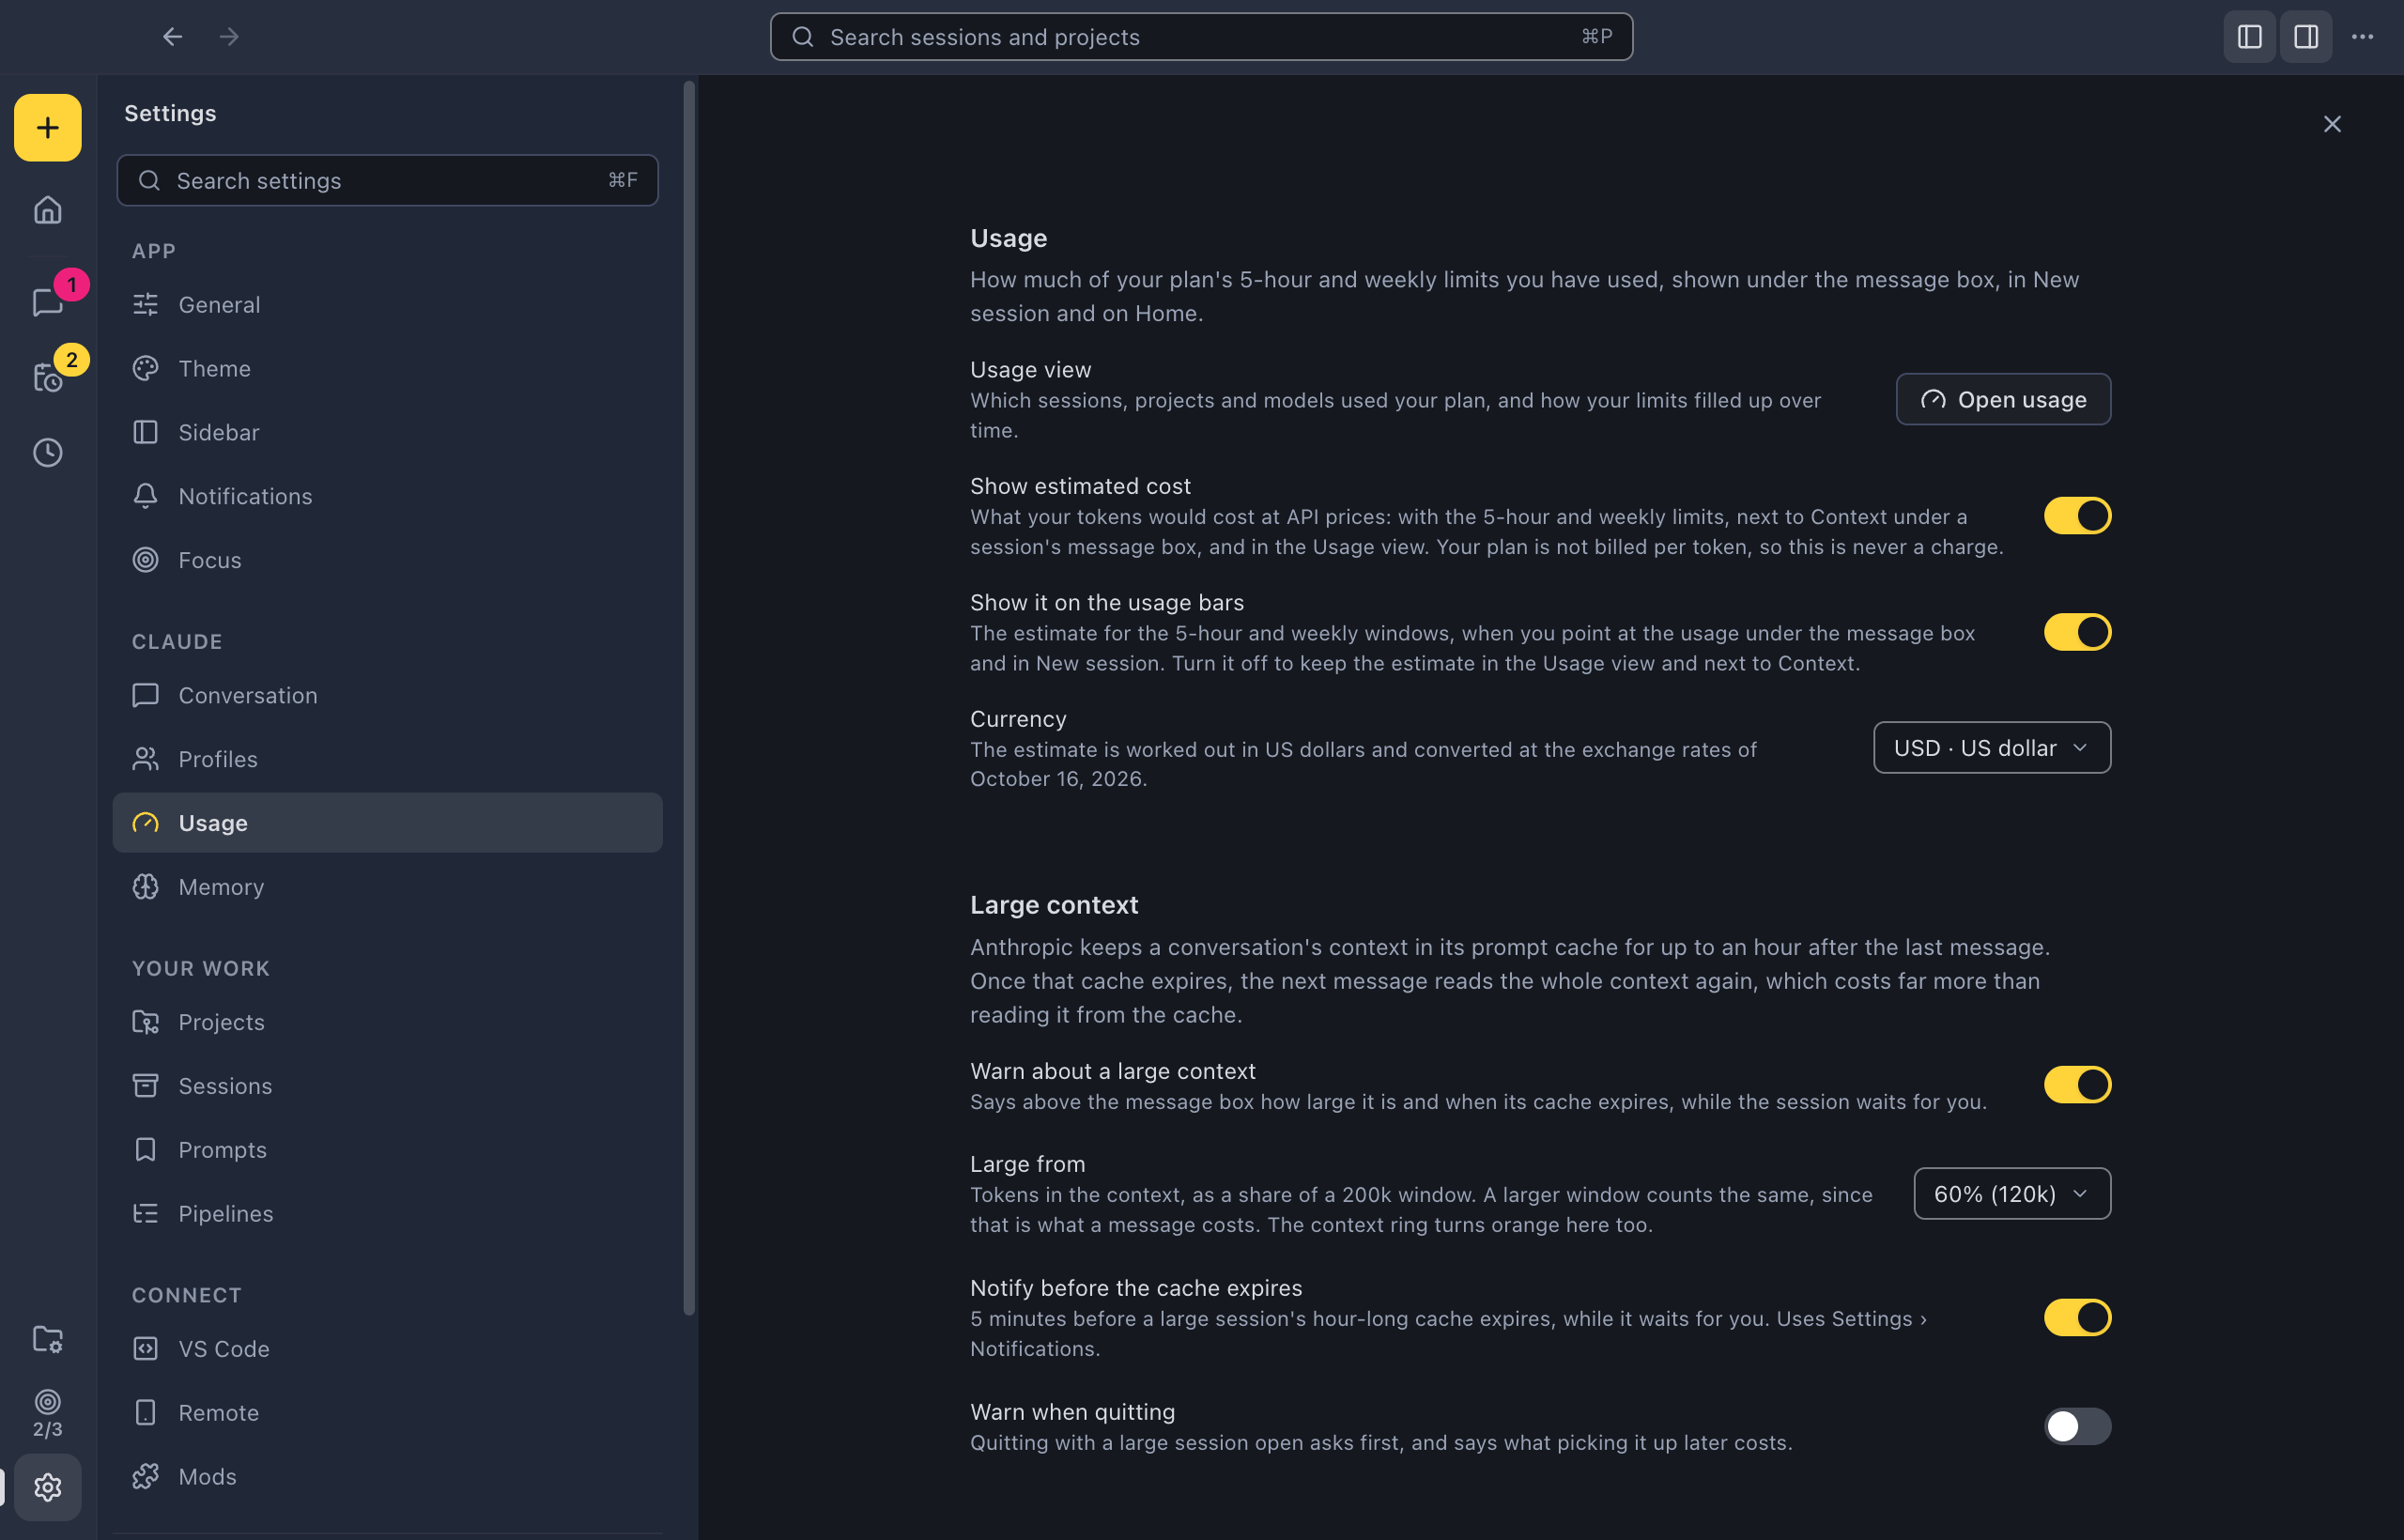 Search sessions and projects ⌘P
Settings
Search settings ⌘F
1
2
2/3
APP
General
Theme
Sidebar
Notifications
Focus
CLAUDE
Conversation
Profiles
Usage
Memory
YOUR WORK
Projects
Sessions
Prompts
Pipelines
CONNECT
VS Code
Remote
Mods
Usage
How much of your plan's 5-hour and weekly limits you have used, shown under the message box, in New
session and on Home.
Usage view
Which sessions, projects and models used your plan, and how your limits filled up over
time.
Open usage
Show estimated cost
What your tokens would cost at API prices: with the 5-hour and weekly limits, next to Context under a
session's message box, and in the Usage view. Your plan is not billed per token, so this is never a charge.
Show it on the usage bars
The estimate for the 5-hour and weekly windows, when you point at the usage under the message box
and in New session. Turn it off to keep the estimate in the Usage view and next to Context.
Currency
The estimate is worked out in US dollars and converted at the exchange rates of
October 16, 2026.
USD · US dollar
Large context
Anthropic keeps a conversation's context in its prompt cache for up to an hour after the last message.
Once that cache expires, the next message reads the whole context again, which costs far more than
reading it from the cache.
Warn about a large context
Says above the message box how large it is and when its cache expires, while the session waits for you.
Large from
Tokens in the context, as a share of a 200k window. A larger window counts the same, since
that is what a message costs. The context ring turns orange here too.
60% (120k)
Notify before the cache expires
5 minutes before a large session's hour-long cache expires, while it waits for you. Uses Settings ›
Notifications.
Warn when quitting
Quitting with a large session open asks first, and says what picking it up later costs.